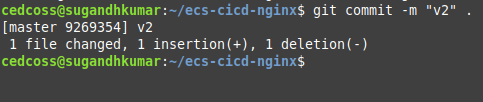 cedcoss@sugandhkumar:~/ecs-cicd-nginx$ git commit -m "v2" .
[master 9269354] v2
 1 file changed, 1 insertion(+), 1 deletion(-)
cedcoss@sugandhkumar:~/ecs-cicd-nginx$